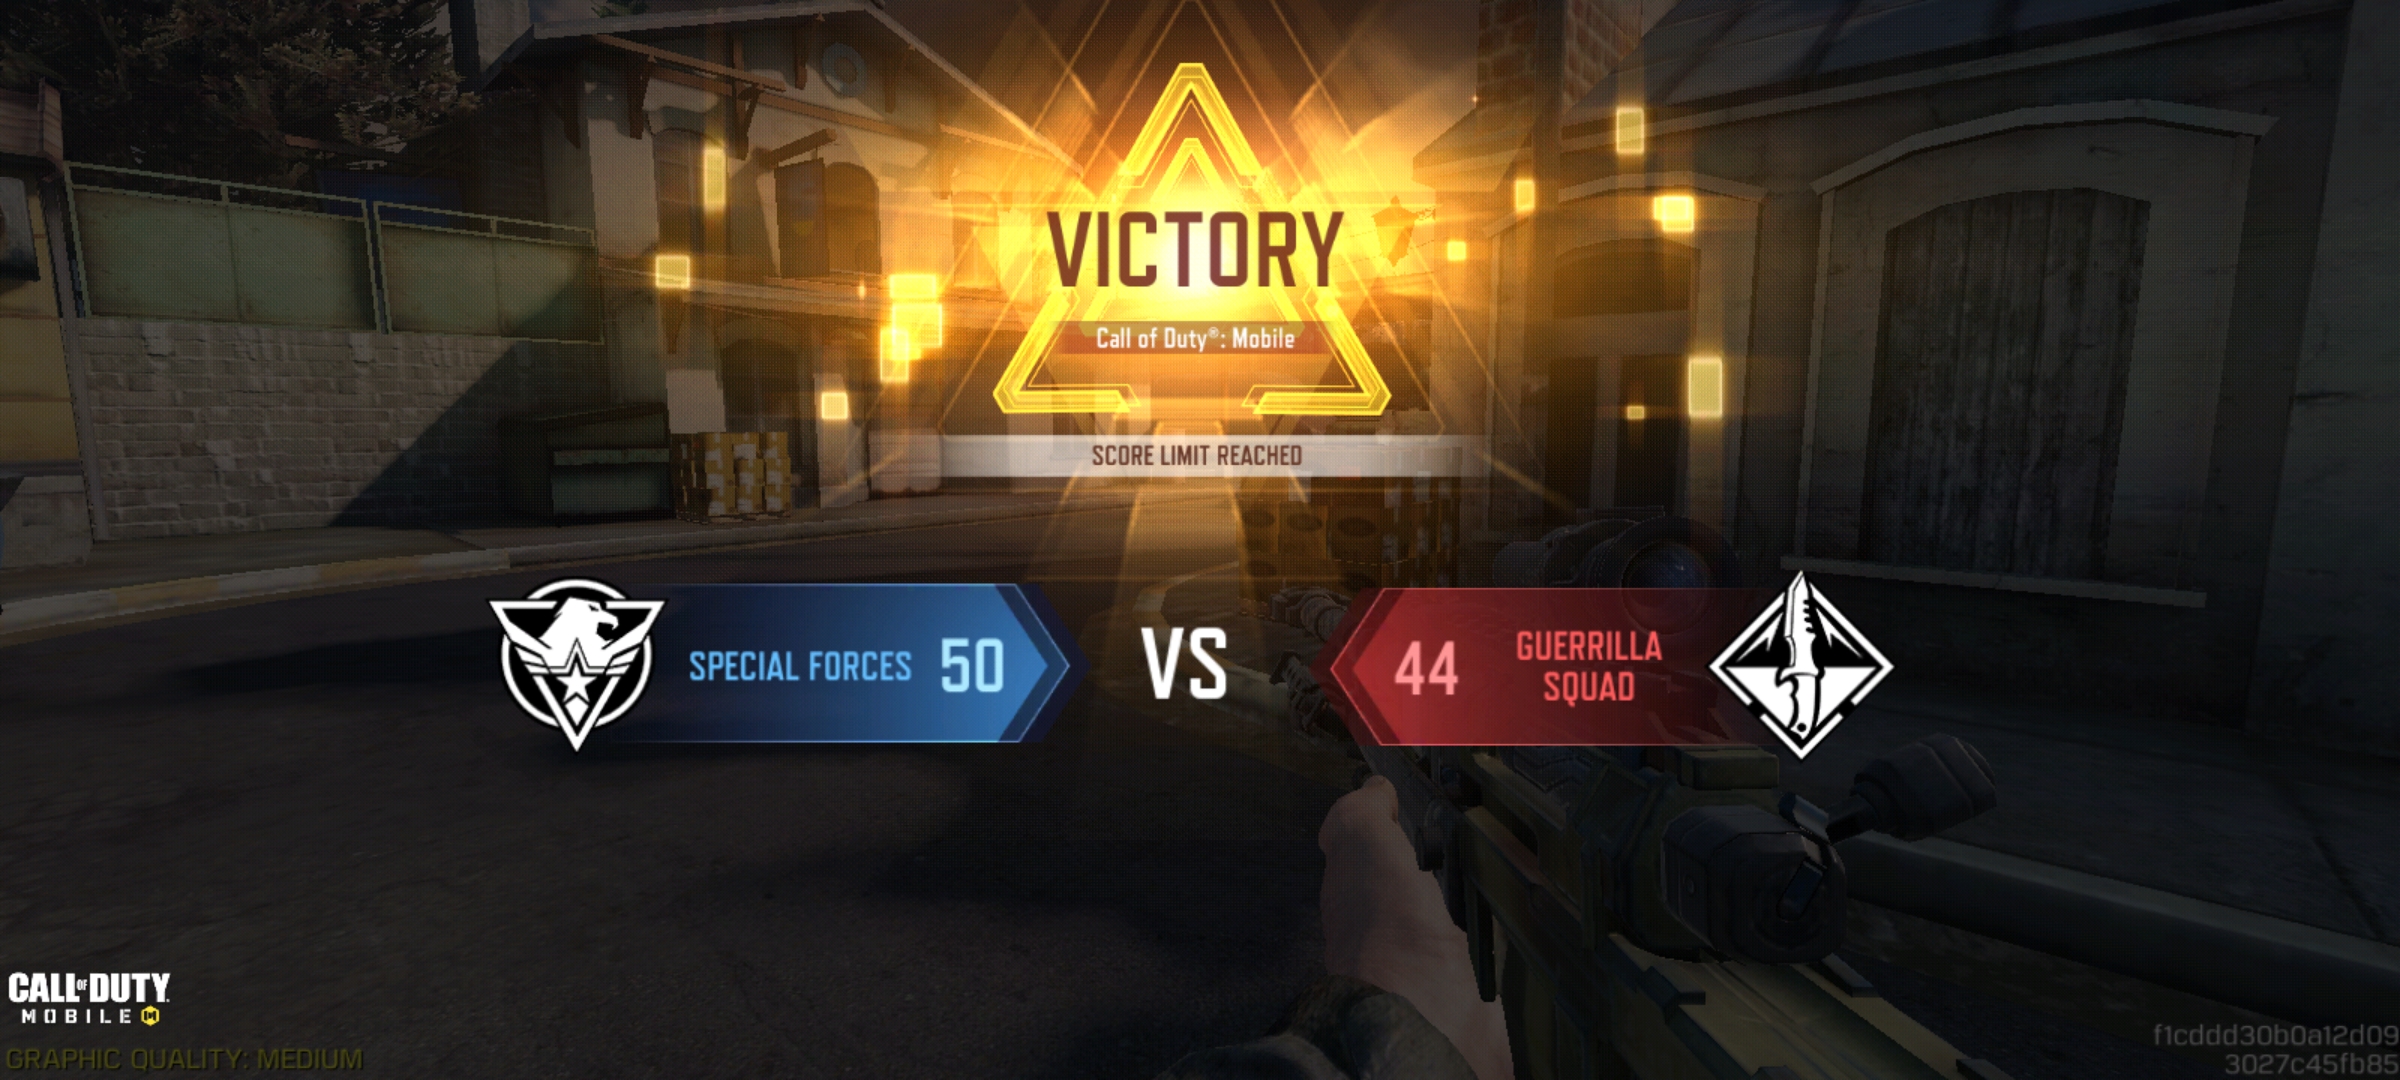 VICTORY
Call of Duty®: Mobile
SCORE LIMIT REACHED
SPECIAL FORCES 50
VS
44 GUERRILLA
SQUAD
CALL OF DUTY
MOBILE
GRAPHIC QUALITY: MEDIUM
f1cddd30b0a12d09
3027c45fb85